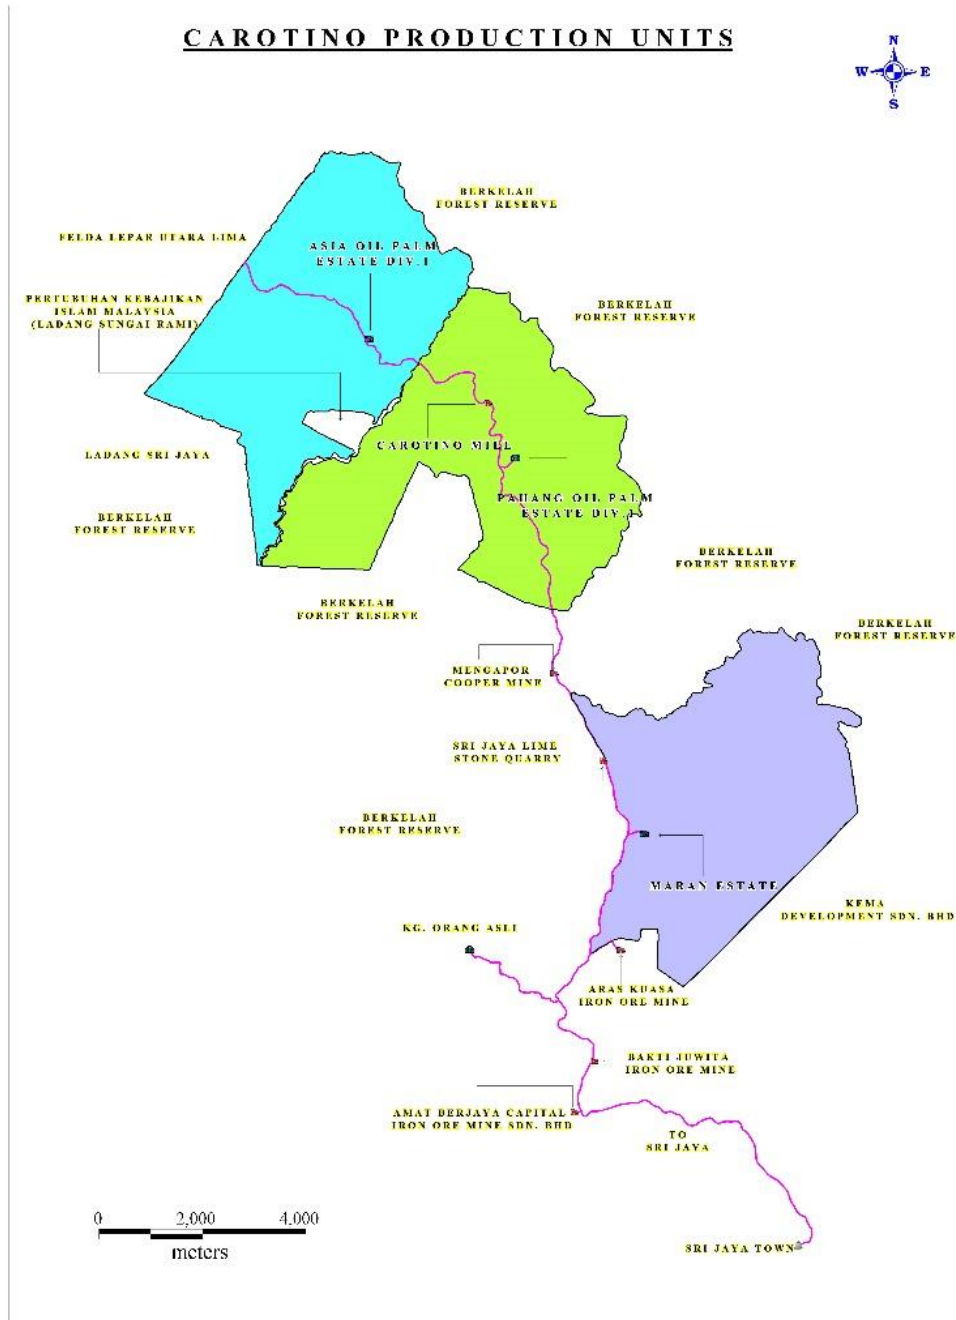 CAROTINO PRODUCTION UNITS
N
W E
S
BERKELAH
FOREST RESERVE
FELDA LEPAR UTARA LIMA
ASIA OIL PALM
ESTATE DIV.1
PERTUBUHAN KEBAJIKAN
ISLAM MALAYSIA
(LADANG SUNGAI RAMI)
BERKELAH
FOREST RESERVE
CAROTINO MILL
LADANG SRI JAYA
PAHANG OIL PALM
ESTATE DIV.1
BERKELAH
FOREST RESERVE
BERKELAH
FOREST RESERVE
BERKELAH
FOREST RESERVE
BERKELAH
FOREST RESERVE
MENGAPOR
COOPER MINE
SRI JAYA LIME
STONE QUARRY
BERKELAH
FOREST RESERVE
MARAN ESTATE
KEMA
DEVELOPMENT SDN. BHD
KG. ORANG ASLI
ARAS KUASA
IRON ORE MINE
BAKTI JUWITA
IRON ORE MINE
AMAT BERJAYA CAPITAL
IRON ORE MINE SDN. BHD
TO
SRI JAYA
0 2,000 4,000
meters
SRI JAYA TOWN